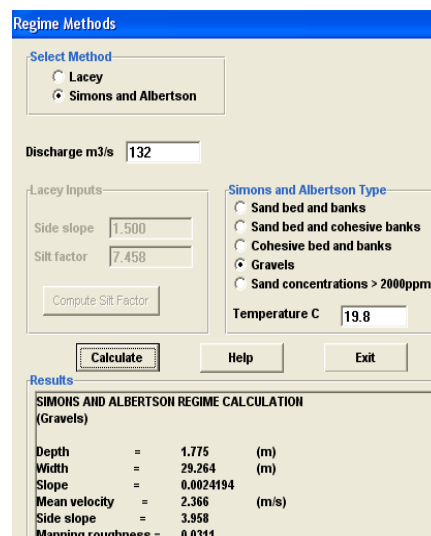 Regime Methods
Select Method
Lacey
Simons and Albertson
Discharge m3/s 132
Lacey Inputs
Side slope 1.500
Silt factor 7.458
Compute Silt Factor
Simons and Albertson Type
Sand bed and banks
Sand bed and cohesive banks
Cohesive bed and banks
Gravels
Sand concentrations > 2000ppm
Temperature C 19.8
Calculate Help Exit
Results
SIMONS AND ALBERTSON REGIME CALCULATION
(Gravels)
Depth = 1.775 (m)
Width = 29.264 (m)
Slope = 0.0024194
Mean velocity = 2.366 (m/s)
Side slope = 3.958
Manning roughness = 0.0311